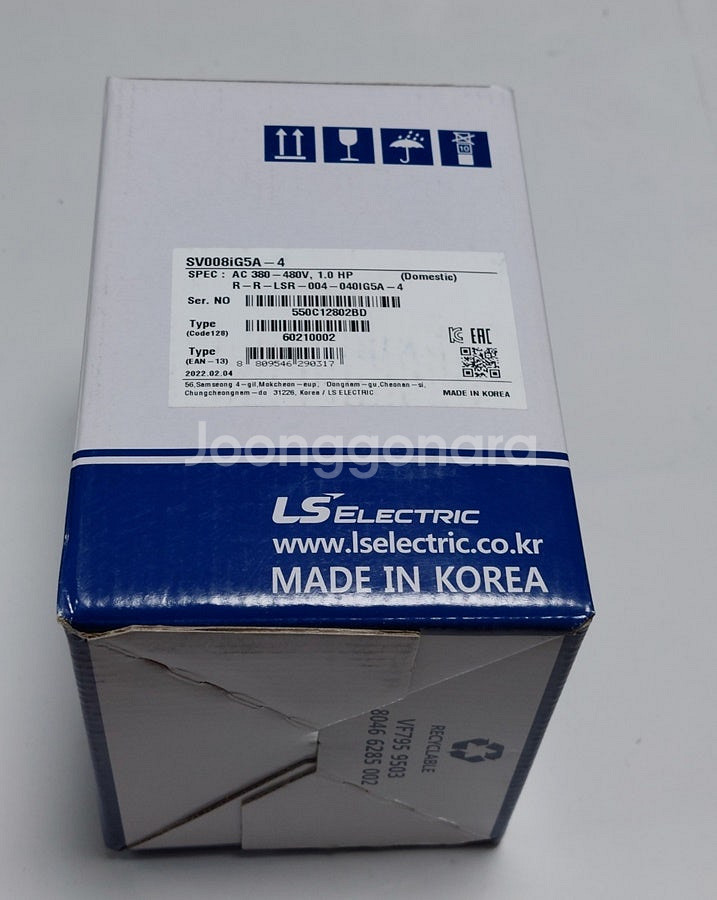 10
SV008iG5A-4
SPEC : AC 380-480V, 1.0 HP (Domestic)
R-R-LSR-004-040IG5A-4
Ser. NO
550C12802BD
Type
(Code128)
60210002
Type
(EAN-13)
8 809546 290317
EAC
2022.02.04
56,Samseong 4-gil,Mokcheon-eup, Dongnam-gu,Cheonan-si,
Chungcheongnam-do 31226, Korea / LS ELECTRIC
MADE IN KOREA
Joonggonara
LS ELECTRIC
www.lselectric.co.kr
MADE IN KOREA
RECYCLABLE
VF795 9503
8046 6285 002